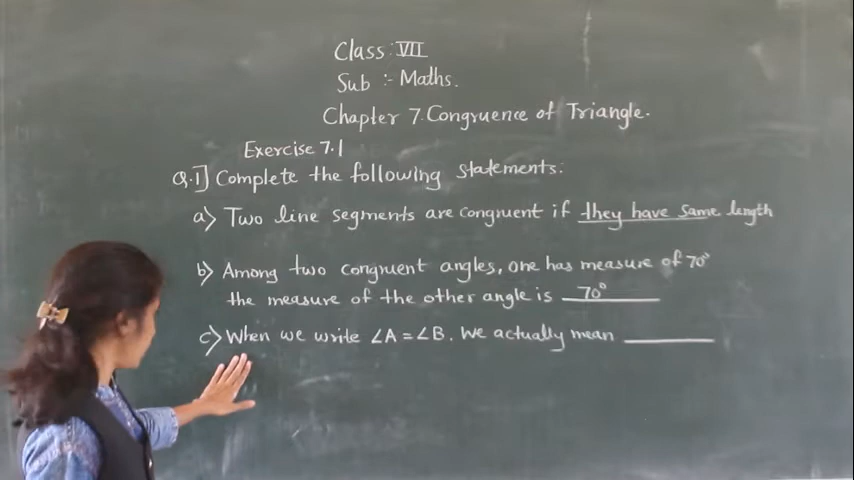 Class : VII
Sub :- Maths.
Chapter 7. Congruence of Triangle.
Exercise 7.1
Q.1] Complete the following statements:
a) Two line segments are congruent if they have same length
b) Among two congruent angles, one has measure of 70°
the measure of the other angle is 70°
c) When we write ∠A = ∠B. We actually mean ______